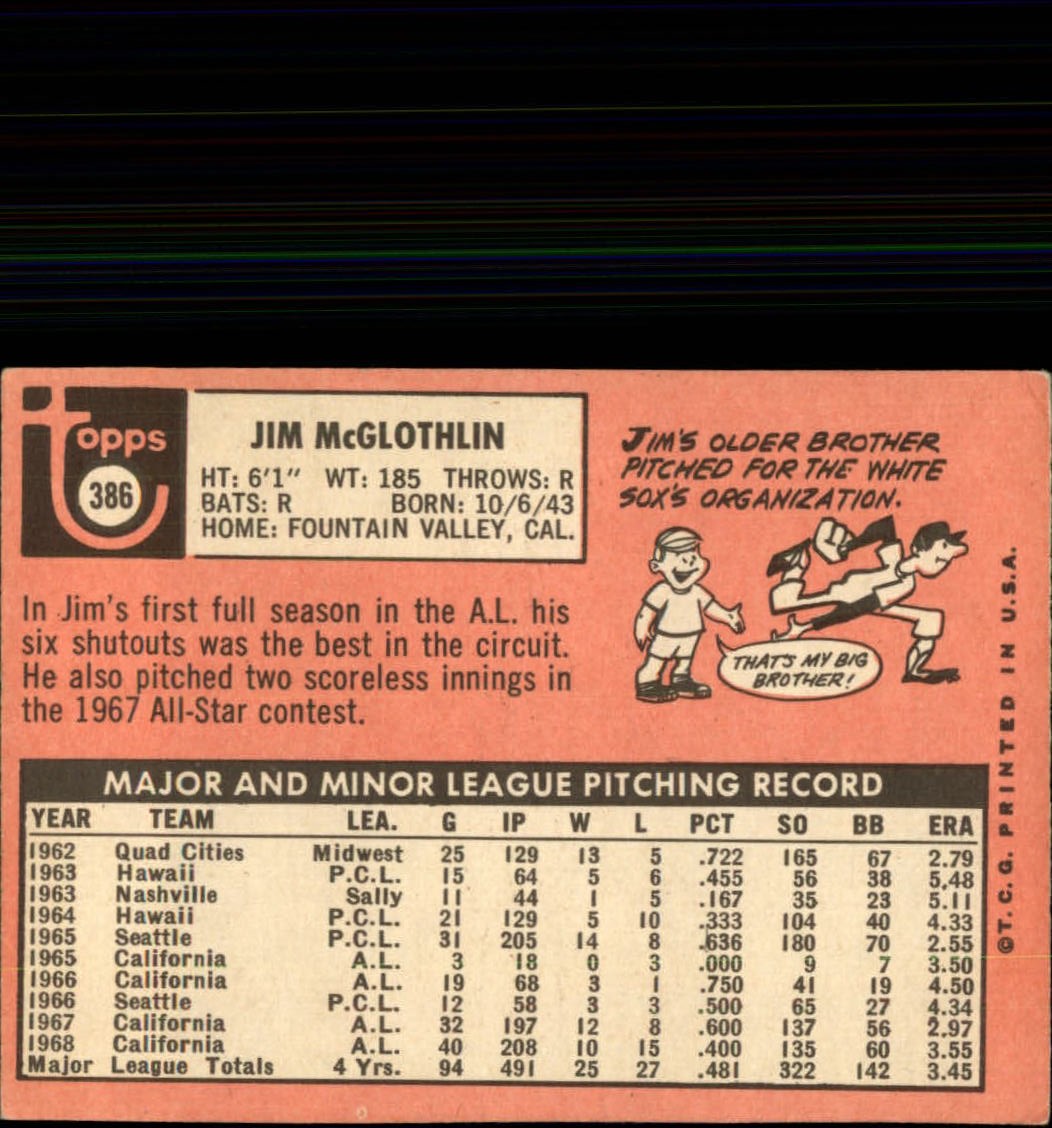 Topps
386
JIM McGLOTHLIN
HT: 6'1" WT: 185 THROWS: R
BATS: R BORN: 10/6/43
HOME: FOUNTAIN VALLEY, CAL.
In Jim's first full season in the A.L. his
six shutouts was the best in the circuit.
He also pitched two scoreless innings in
the 1967 All-Star contest.
JIM'S OLDER BROTHER
PITCHED FOR THE WHITE
SOX'S ORGANIZATION.
THAT'S MY BIG
BROTHER!
MAJOR AND MINOR LEAGUE PITCHING RECORD
YEAR TEAM LEA. G IP W L PCT SO BB ERA
1962 Quad Cities Midwest 25 129 13 5 .722 165 67 2.79
1963 Hawaii P.C.L. 15 64 5 6 .455 56 38 5.48
1963 Nashville Sally 11 44 1 5 .167 35 23 5.11
1964 Hawaii P.C.L. 21 129 5 10 .333 104 40 4.33
1965 Seattle P.C.L. 31 205 14 8 .636 180 70 2.55
1965 California A.L. 3 18 0 3 .000 9 7 3.50
1966 California A.L. 19 68 3 1 .750 41 19 4.50
1966 Seattle P.C.L. 12 58 3 3 .500 65 27 4.34
1967 California A.L. 32 197 12 8 .600 137 56 2.97
1968 California A.L. 40 208 10 15 .400 135 60 3.55
Major League Totals 4 Yrs. 94 491 25 27 .481 322 142 3.45
©T. C. G. PRINTED IN U.S.A.